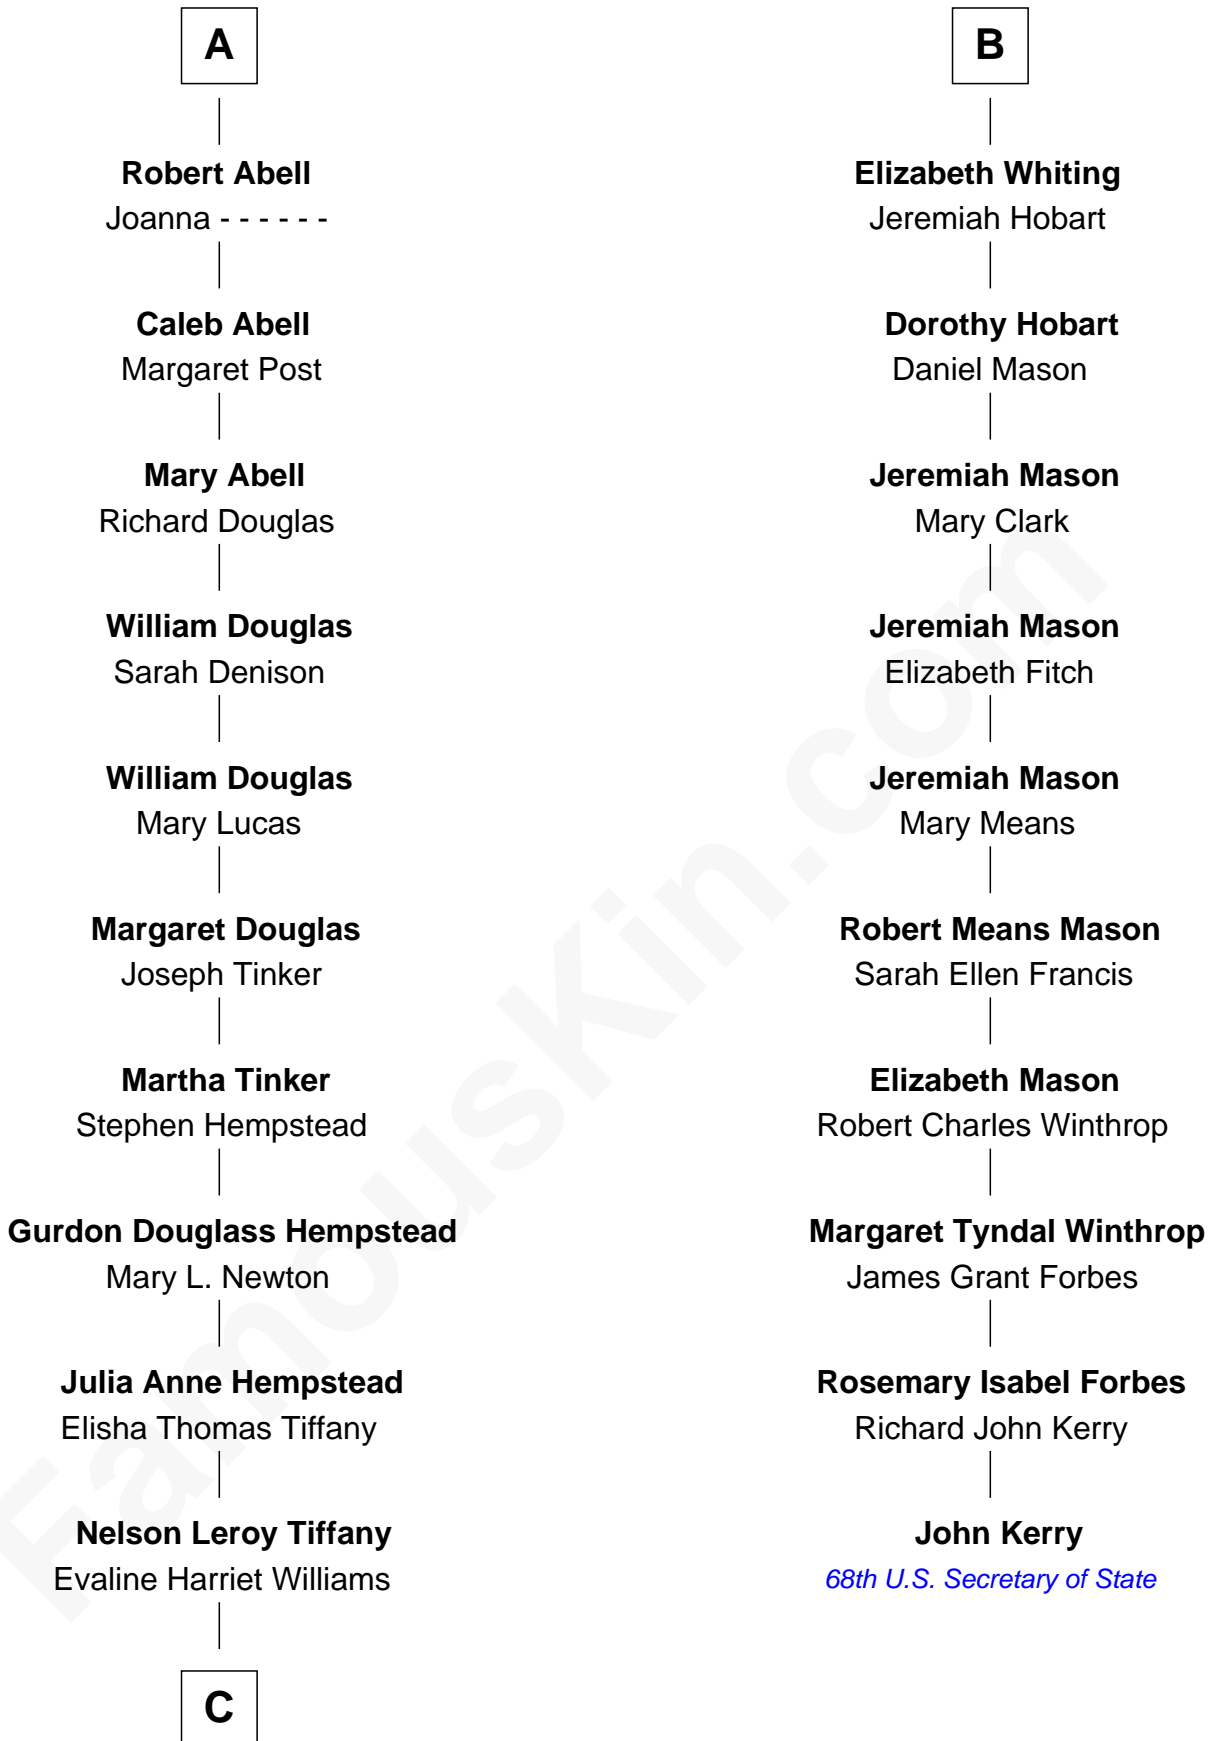 A
Robert Abell
Joanna - - - - - -
Caleb Abell
Margaret Post
Mary Abell
Richard Douglas
William Douglas
Sarah Denison
William Douglas
Mary Lucas
Margaret Douglas
Joseph Tinker
Martha Tinker
Stephen Hempstead
Gurdon Douglass Hempstead
Mary L. Newton
Julia Anne Hempstead
Elisha Thomas Tiffany
Nelson Leroy Tiffany
Evaline Harriet Williams
C
B
Elizabeth Whiting
Jeremiah Hobart
Dorothy Hobart
Daniel Mason
Jeremiah Mason
Mary Clark
Jeremiah Mason
Elizabeth Fitch
Jeremiah Mason
Mary Means
Robert Means Mason
Sarah Ellen Francis
Elizabeth Mason
Robert Charles Winthrop
Margaret Tyndal Winthrop
James Grant Forbes
Rosemary Isabel Forbes
Richard John Kerry
John Kerry
68th U.S. Secretary of State
FamousKin.com